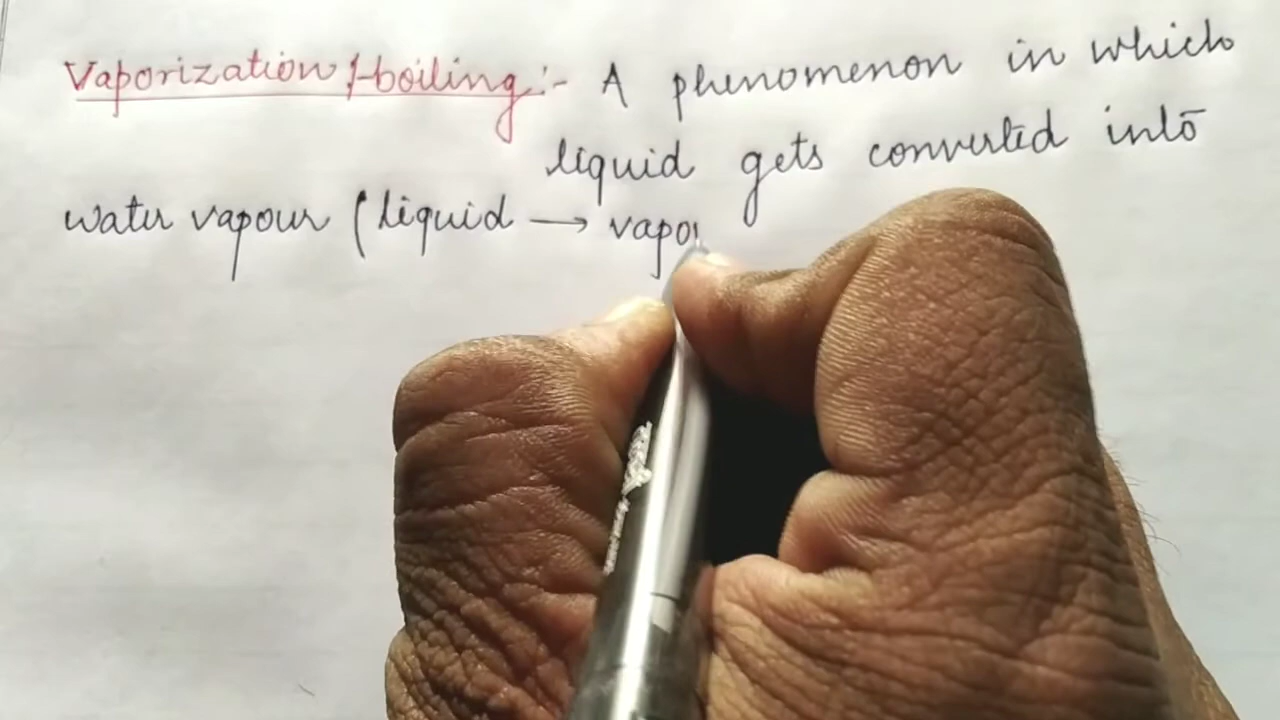 Vaporization/boiling:- A phenomenon in which
liquid gets converted into
water vapour (liquid → vapo